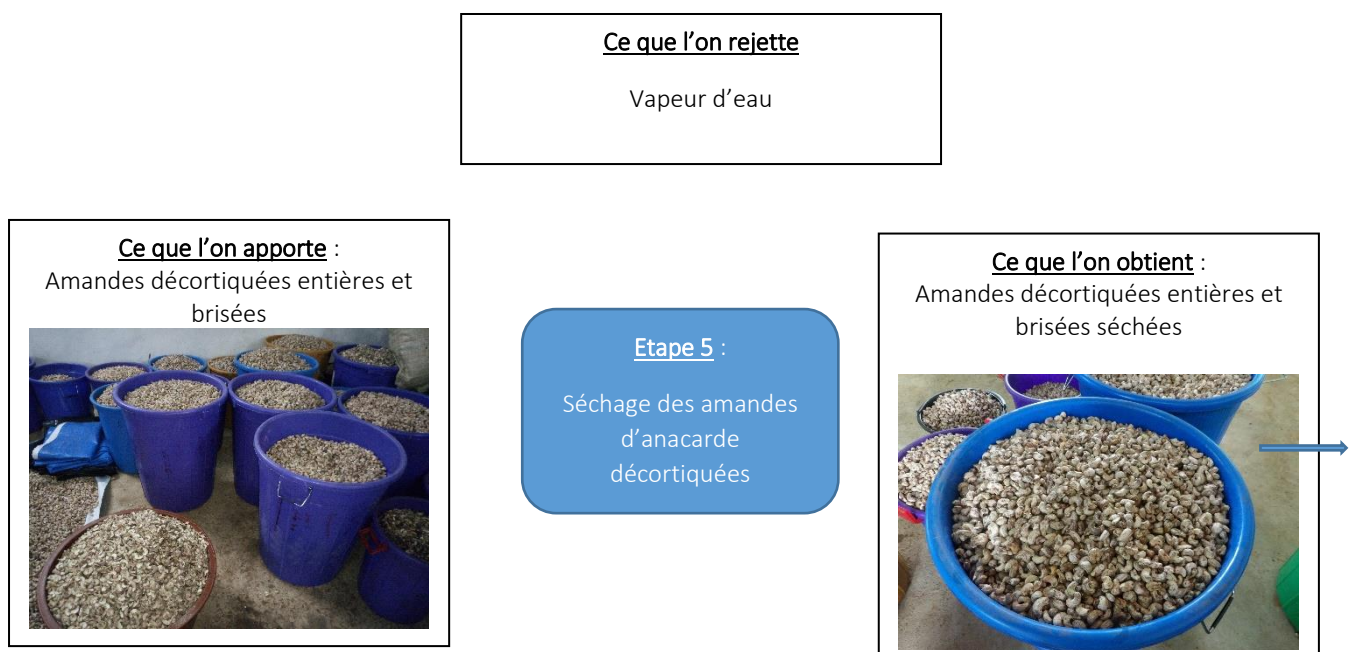 Ce que l’on rejette
Vapeur d’eau
Ce que l’on apporte :
Amandes décortiquées entières et
brisées
Etape 5 :
Séchage des amandes
d’anacarde
décortiquées
Ce que l’on obtient :
Amandes décortiquées entières et
brisées séchées